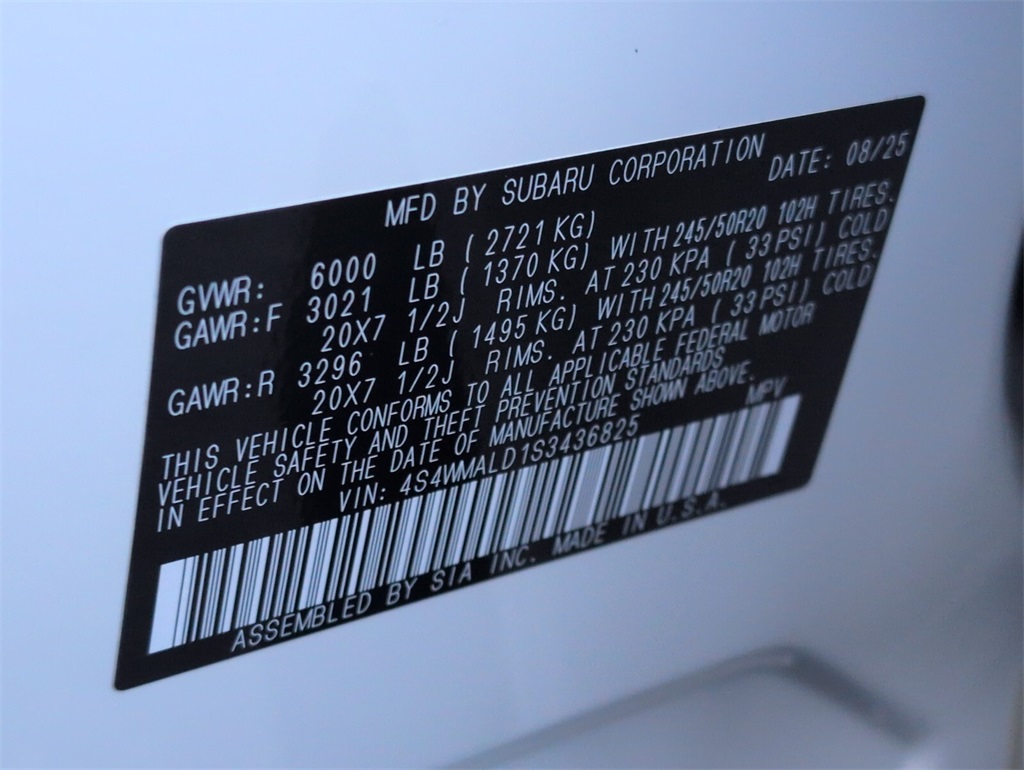 MFD BY SUBARU CORPORATION DATE: 08/25
GVWR: 6000 LB ( 2721 KG)
GAWR:F 3021 LB ( 1370 KG) WITH 245/50R20 102H TIRES.
20X7 1/2J RIMS. AT 230 KPA ( 33 PSI) COLD
GAWR:R 3296 LB ( 1495 KG) WITH 245/50R20 102H TIRES.
20X7 1/2J RIMS. AT 230 KPA ( 33 PSI) COLD
THIS VEHICLE CONFORMS TO ALL APPLICABLE FEDERAL MOTOR
VEHICLE SAFETY AND THEFT PREVENTION STANDARDS
IN EFFECT ON THE DATE OF MANUFACTURE SHOWN ABOVE.
VIN: 4S4WMALD1S3436825 MPV
ASSEMBLED BY SIA INC. MADE IN U.S.A.